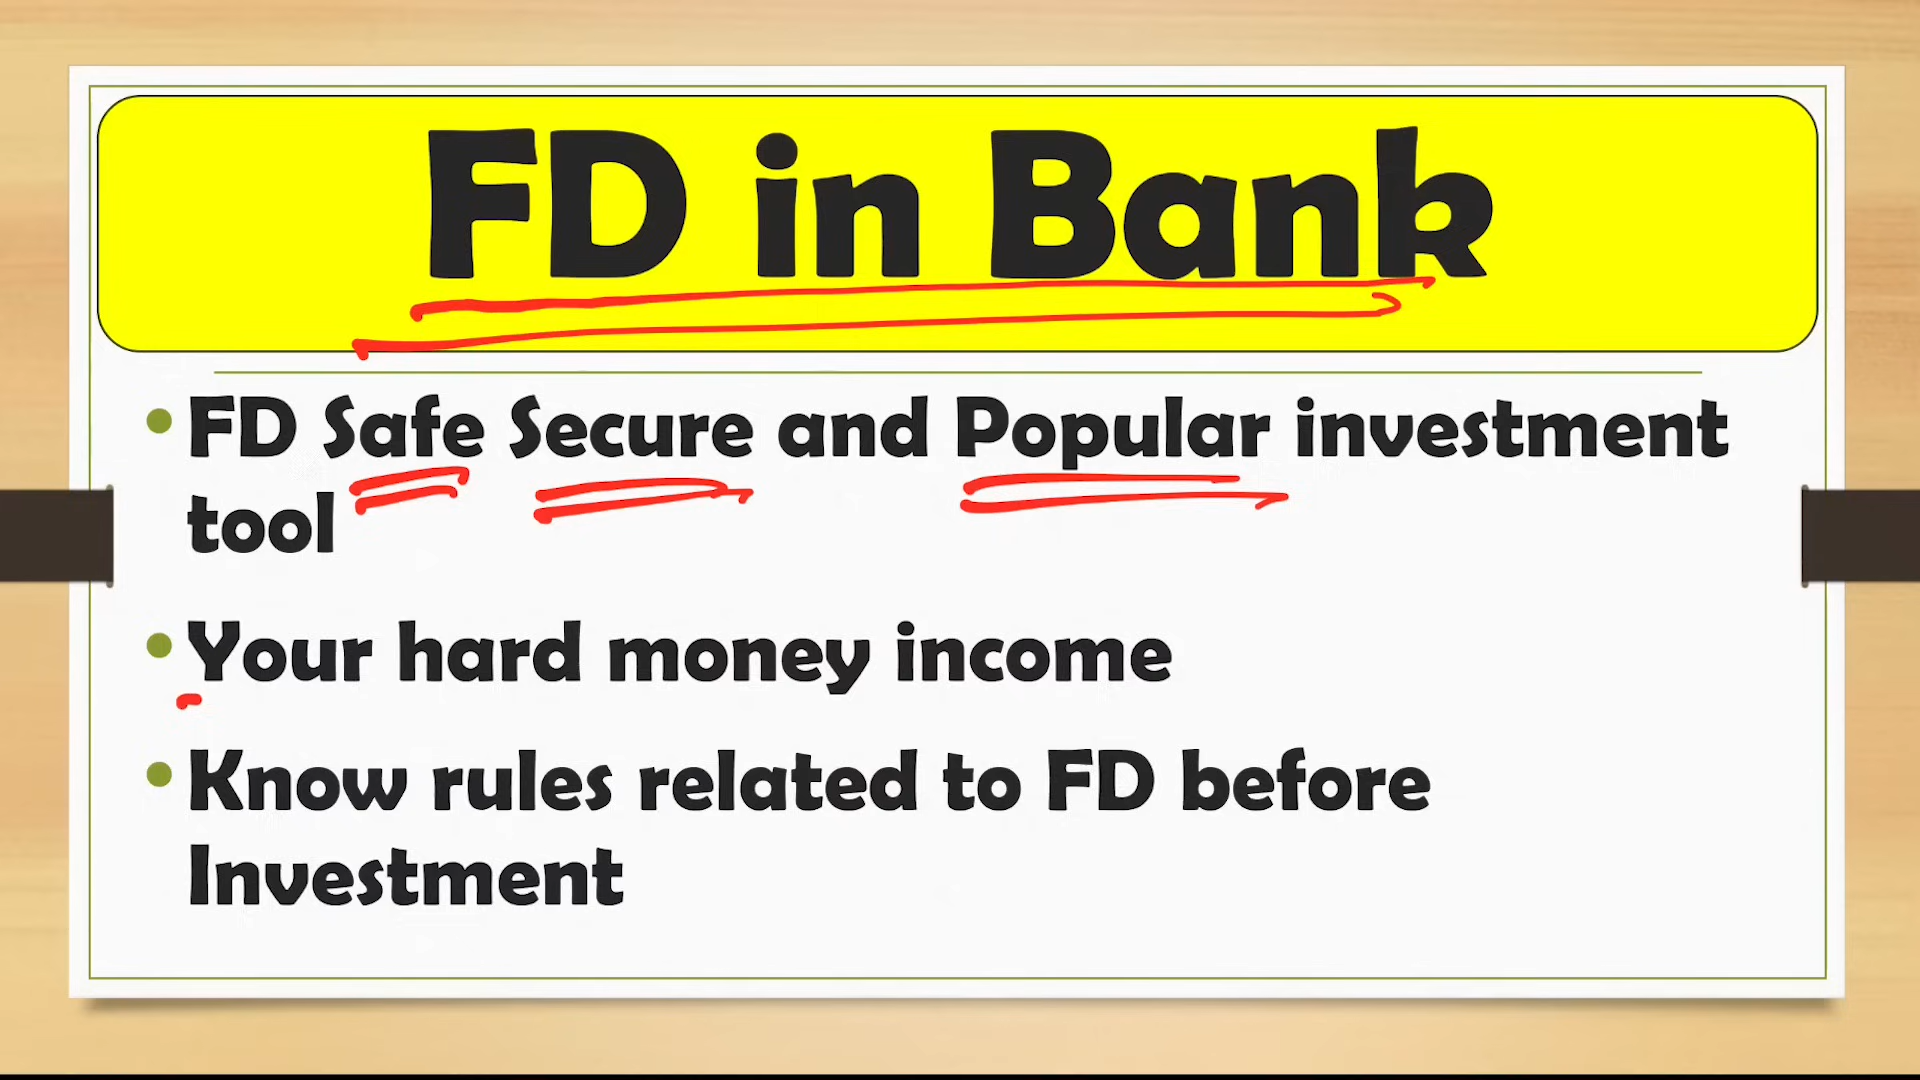 FD in Bank
FD Safe Secure and Popular investment
tool
Your hard money income
Know rules related to FD before
Investment